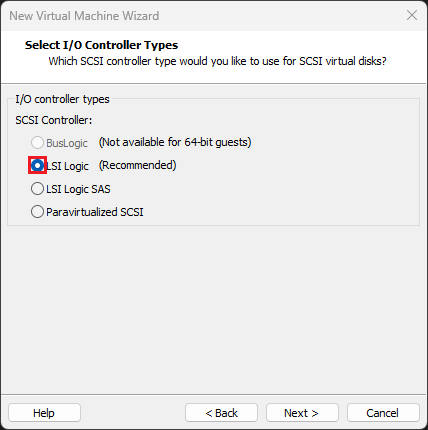 New Virtual Machine Wizard
Select I/O Controller Types
Which SCSI controller type would you like to use for SCSI virtual disks?
I/O controller types
SCSI Controller:
BusLogic (Not available for 64-bit guests)
LSI Logic (Recommended)
LSI Logic SAS
Paravirtualized SCSI
Help < Back Next > Cancel